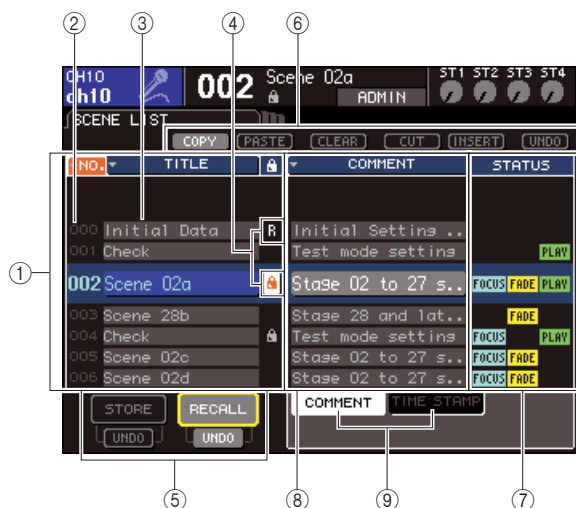 ② ③ ④ ⑥
CH10 ch10 002 Scene 02a ADMIN ST1 ST2 ST3 ST4
SCENE LIST
COPY PASTE CLEAR CUT INSERT UNDO
NO. TITLE COMMENT STATUS
000 Initial Data R Initial Setting ..
001 Check Test mode setting PLAY
①
002 Scene 02a Stage 02 to 27 s.. FOCUS FADE PLAY
003 Scene 28b Stage 28 and lat.. FADE
004 Check Test mode setting FOCUS PLAY
005 Scene 02c Stage 02 to 27 s.. FOCUS FADE
006 Scene 02d Stage 02 to 27 s.. FOCUS FADE
STORE RECALL COMMENT TIME STAMP
UNDO UNDO
⑤ ⑧ ⑨ ⑦